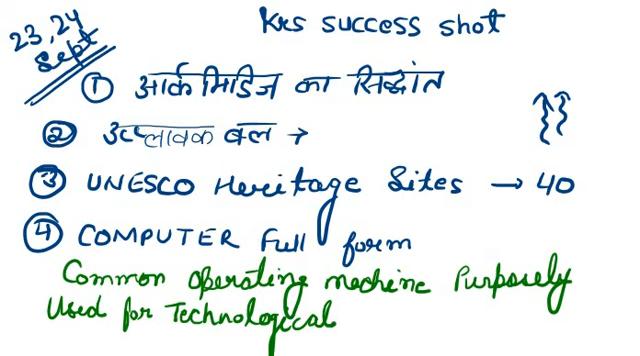 Krs success shot
23,24
Sept
① आर्कमिडिज का सिद्धांत
② उत्प्लावक बल →
③ UNESCO Heritage Sites → 40
④ COMPUTER Full form
Common Operating machine Purposely
Used for Technological